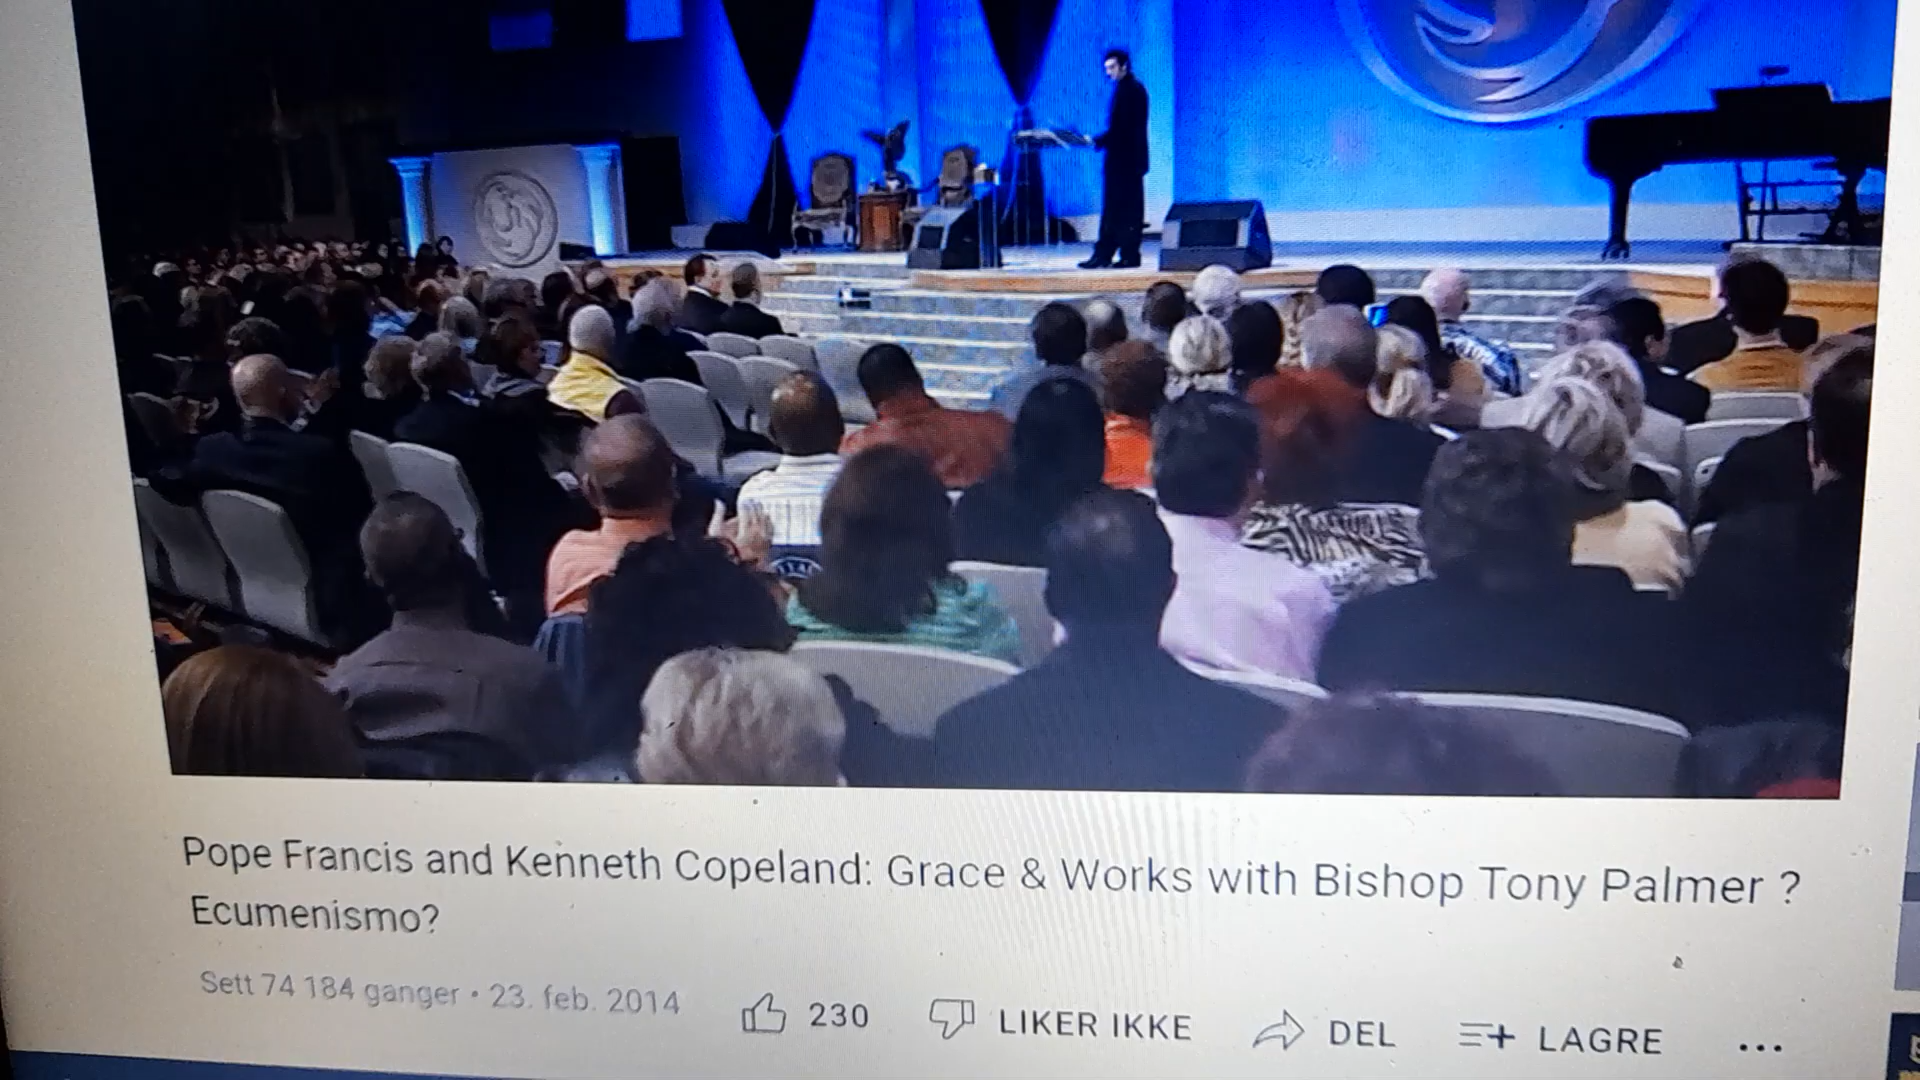 Pope Francis and Kenneth Copeland: Grace & Works with Bishop Tony Palmer ?
Ecumenismo?
Sett 74 184 ganger • 23. feb. 2014
230
LIKER IKKE
DEL
LAGRE